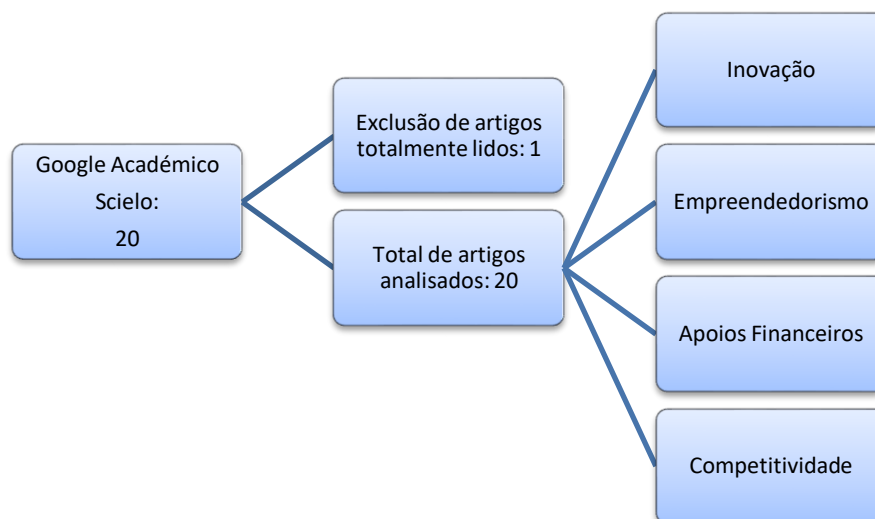 Google Académico
Scielo:
20
Exclusão de artigos
totalmente lidos: 1
Total de artigos
analisados: 20
Inovação
Empreendedorismo
Apoios Financeiros
Competitividade